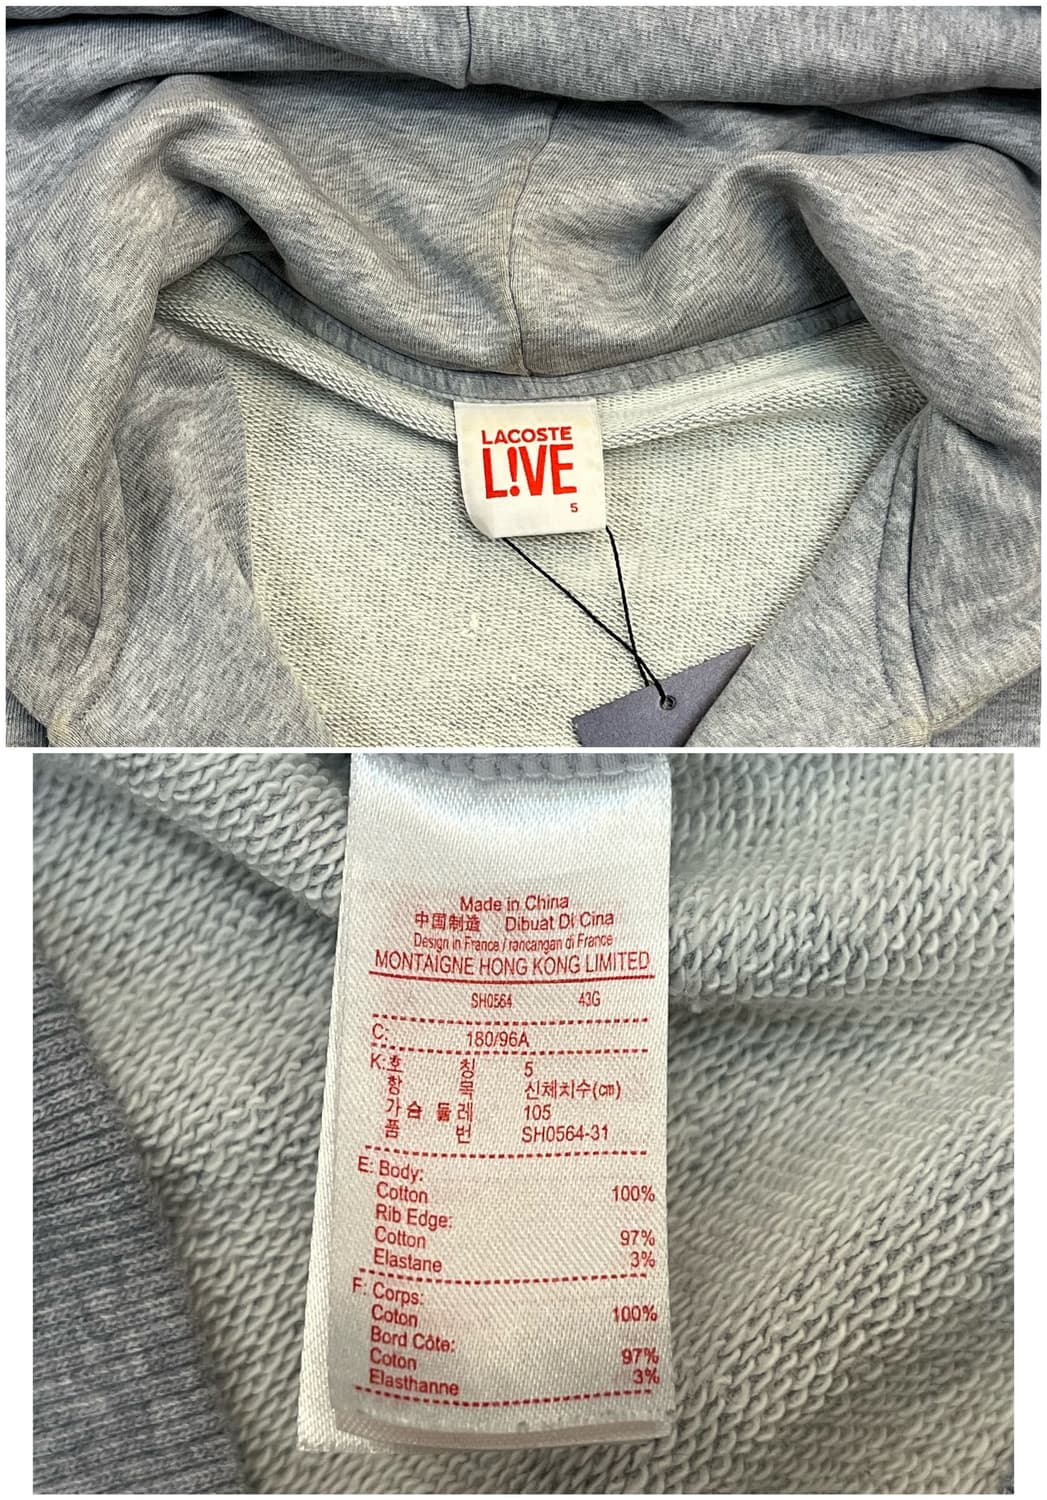 LACOSTE
L!VE
5
Made in China
中国制造 Dibuat Di Cina
Design in France / rancangan di France
MONTAIGNE HONG KONG LIMITED
SH0564 43G
C: 180/96A
K:호 칭 5
항 목 신체치수(㎝)
가슴 둘레 105
품 번 SH0564-31
E: Body:
Cotton 100%
Rib Edge:
Cotton 97%
Elastane 3%
F: Corps:
Coton 100%
Bord Côte:
Coton 97%
Elasthanne 3%